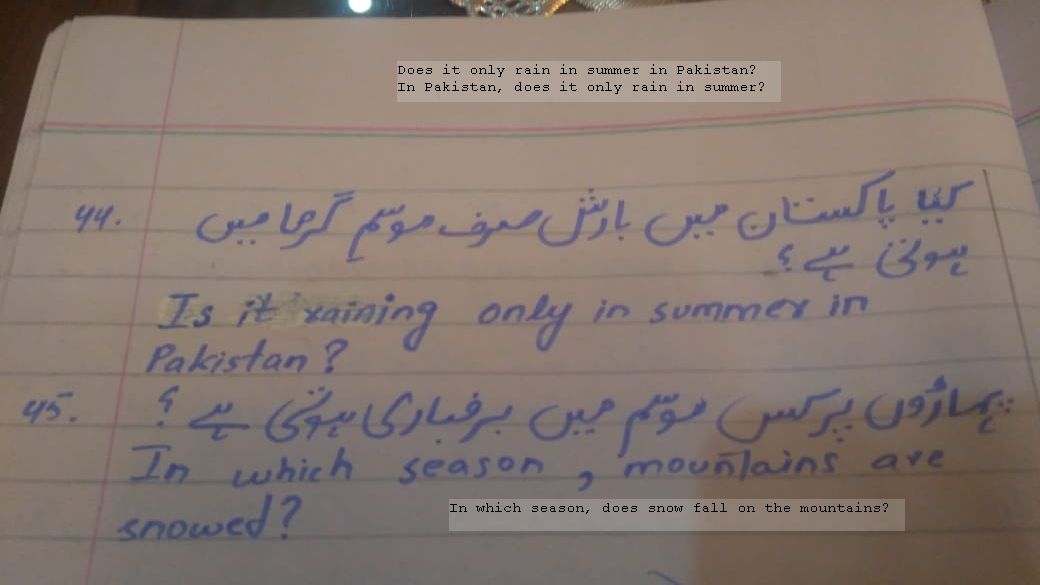 Does it only rain in summer in Pakistan?
In Pakistan, does it only rain in summer?
44. کیا پاکستان میں بارش صرف موسم گرما میں
ہوتی ہے ؟
Is it raining only in summer in
Pakistan?
45. پہاڑوں پر کس موسم میں برفباری ہوتی ہے ؟
In which season , mountains are
snowed?
In which season, does snow fall on the mountains?